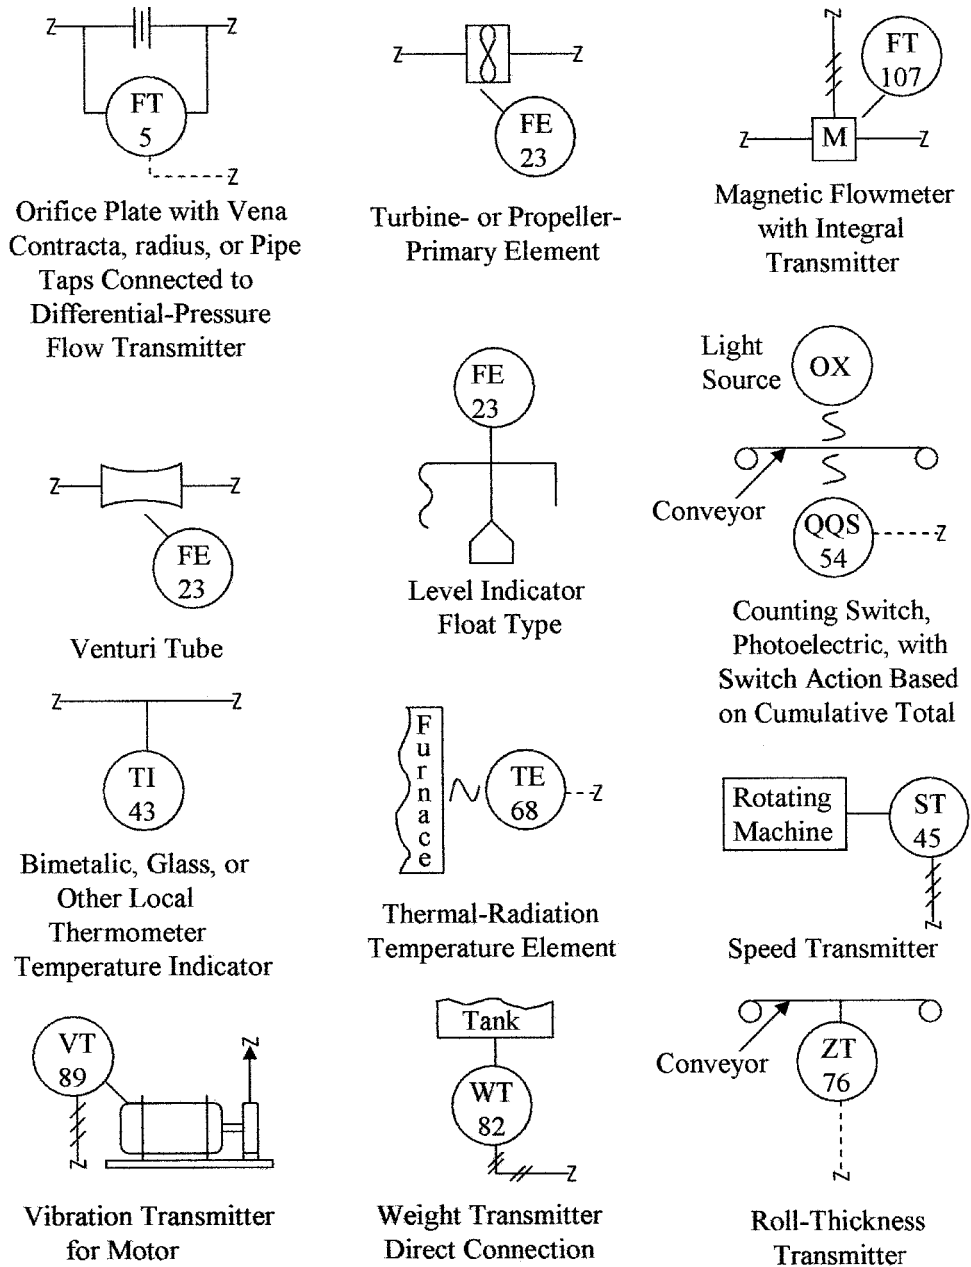 FT
5
Orifice Plate with Vena
Contracta, radius, or Pipe
Taps Connected to
Differential-Pressure
Flow Transmitter
FE
23
Turbine- or Propeller-
Primary Element
FT
107
M
Magnetic Flowmeter
with Integral
Transmitter
FE
23
Venturi Tube
FE
23
Level Indicator
Float Type
Light
Source
OX
Conveyor
QQS
54
Counting Switch,
Photoelectric, with
Switch Action Based
on Cumulative Total
TI
43
Bimetalic, Glass, or
Other Local
Thermometer
Temperature Indicator
Furnace
TE
68
Thermal-Radiation
Temperature Element
Rotating
Machine
ST
45
Speed Transmitter
VT
89
Vibration Transmitter
for Motor
Tank
WT
82
Weight Transmitter
Direct Connection
Conveyor
ZT
76
Roll-Thickness
Transmitter